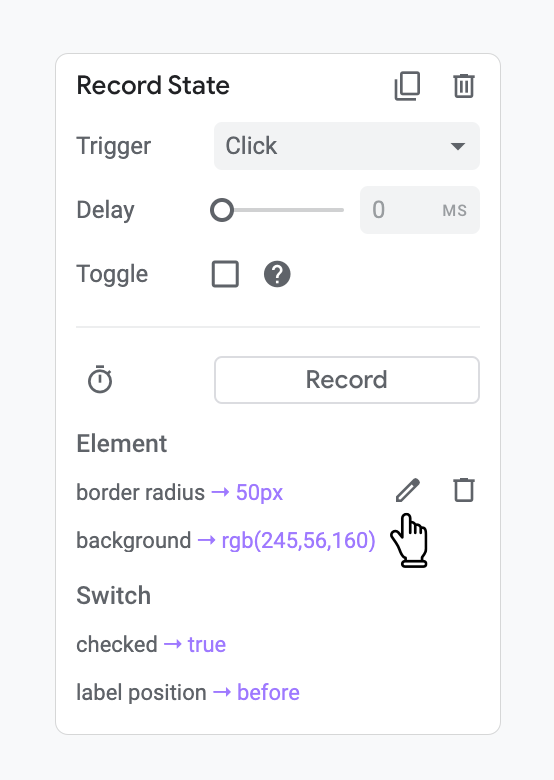 Record State
Trigger Click
Delay 0 MS
Toggle ?
Record
Element
border radius → 50px
background → rgb(245,56,160)
Switch
checked → true
label position → before